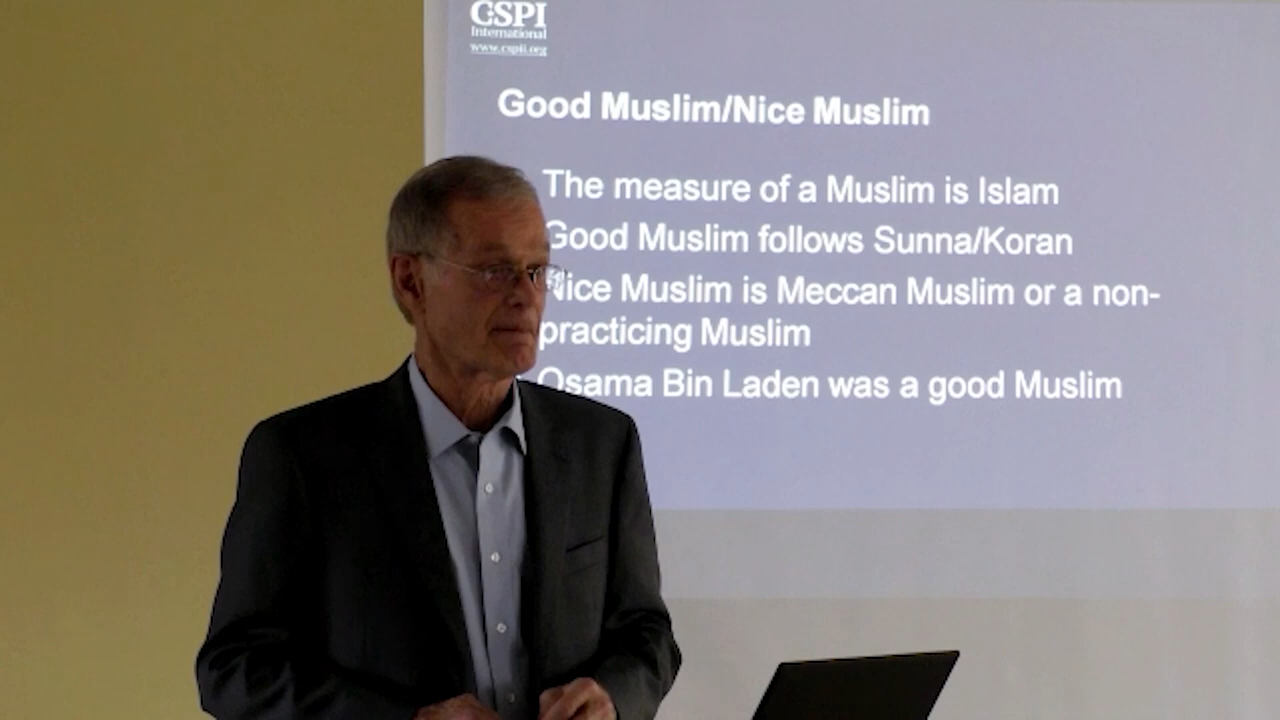 CSPI
International
www.cspii.org
Good Muslim/Nice Muslim
The measure of a Muslim is Islam
Good Muslim follows Sunna/Koran
Nice Muslim is Meccan Muslim or a non-
practicing Muslim
Osama Bin Laden was a good Muslim